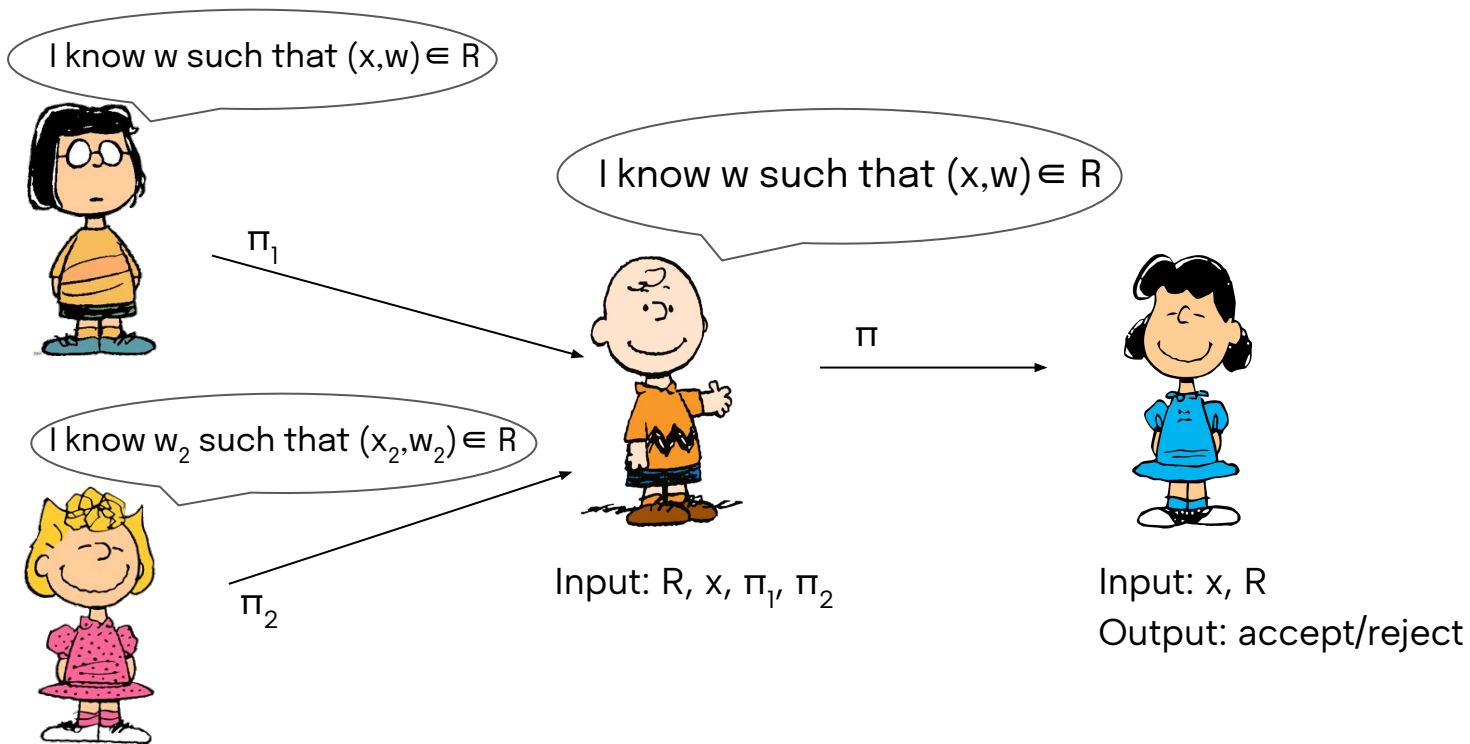 I know w such that (x,w) ∈ R
I know w such that (x,w) ∈ R
π₁
π
I know w₂ such that (x₂,w₂) ∈ R
π₂
Input: R, x, π₁, π₂
Input: x, R
Output: accept/reject